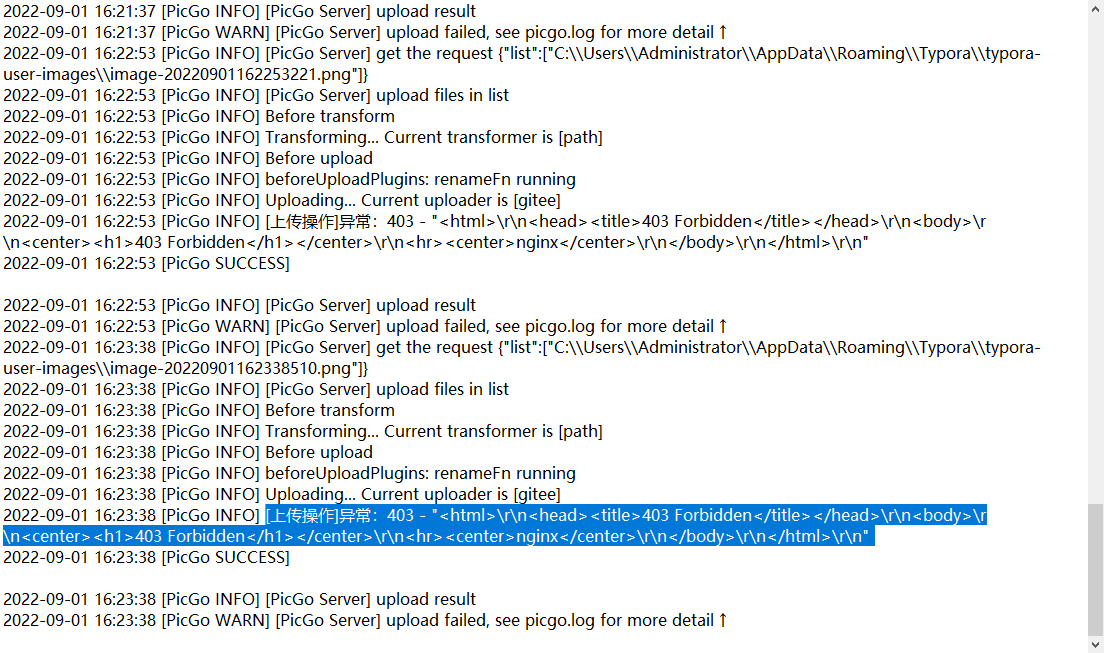 2022-09-01 16:21:37 [PicGo INFO] [PicGo Server] upload result
2022-09-01 16:21:37 [PicGo WARN] [PicGo Server] upload failed, see picgo.log for more detail ↑
2022-09-01 16:22:53 [PicGo INFO] [PicGo Server] get the request {"list":["C:\\Users\\Administrator\\AppData\\Roaming\\Typora\\typora-
user-images\\image-20220901162253221.png"]}
2022-09-01 16:22:53 [PicGo INFO] [PicGo Server] upload files in list
2022-09-01 16:22:53 [PicGo INFO] Before transform
2022-09-01 16:22:53 [PicGo INFO] Transforming... Current transformer is [path]
2022-09-01 16:22:53 [PicGo INFO] Before upload
2022-09-01 16:22:53 [PicGo INFO] beforeUploadPlugins: renameFn running
2022-09-01 16:22:53 [PicGo INFO] Uploading... Current uploader is [gitee]
2022-09-01 16:22:53 [PicGo INFO] [上传操作]异常：403 - "<html>\r\n<head><title>403 Forbidden</title></head>\r\n<body>\r
\n<center><h1>403 Forbidden</h1></center>\r\n<hr><center>nginx</center>\r\n</body>\r\n</html>\r\n"
2022-09-01 16:22:53 [PicGo SUCCESS]
2022-09-01 16:22:53 [PicGo INFO] [PicGo Server] upload result
2022-09-01 16:22:53 [PicGo WARN] [PicGo Server] upload failed, see picgo.log for more detail ↑
2022-09-01 16:23:38 [PicGo INFO] [PicGo Server] get the request {"list":["C:\\Users\\Administrator\\AppData\\Roaming\\Typora\\typora-
user-images\\image-20220901162338510.png"]}
2022-09-01 16:23:38 [PicGo INFO] [PicGo Server] upload files in list
2022-09-01 16:23:38 [PicGo INFO] Before transform
2022-09-01 16:23:38 [PicGo INFO] Transforming... Current transformer is [path]
2022-09-01 16:23:38 [PicGo INFO] Before upload
2022-09-01 16:23:38 [PicGo INFO] beforeUploadPlugins: renameFn running
2022-09-01 16:23:38 [PicGo INFO] Uploading... Current uploader is [gitee]
2022-09-01 16:23:38 [PicGo INFO] [上传操作]异常：403 - "<html>\r\n<head><title>403 Forbidden</title></head>\r\n<body>\r
\n<center><h1>403 Forbidden</h1></center>\r\n<hr><center>nginx</center>\r\n</body>\r\n</html>\r\n"
2022-09-01 16:23:38 [PicGo SUCCESS]
2022-09-01 16:23:38 [PicGo INFO] [PicGo Server] upload result
2022-09-01 16:23:38 [PicGo WARN] [PicGo Server] upload failed, see picgo.log for more detail ↑